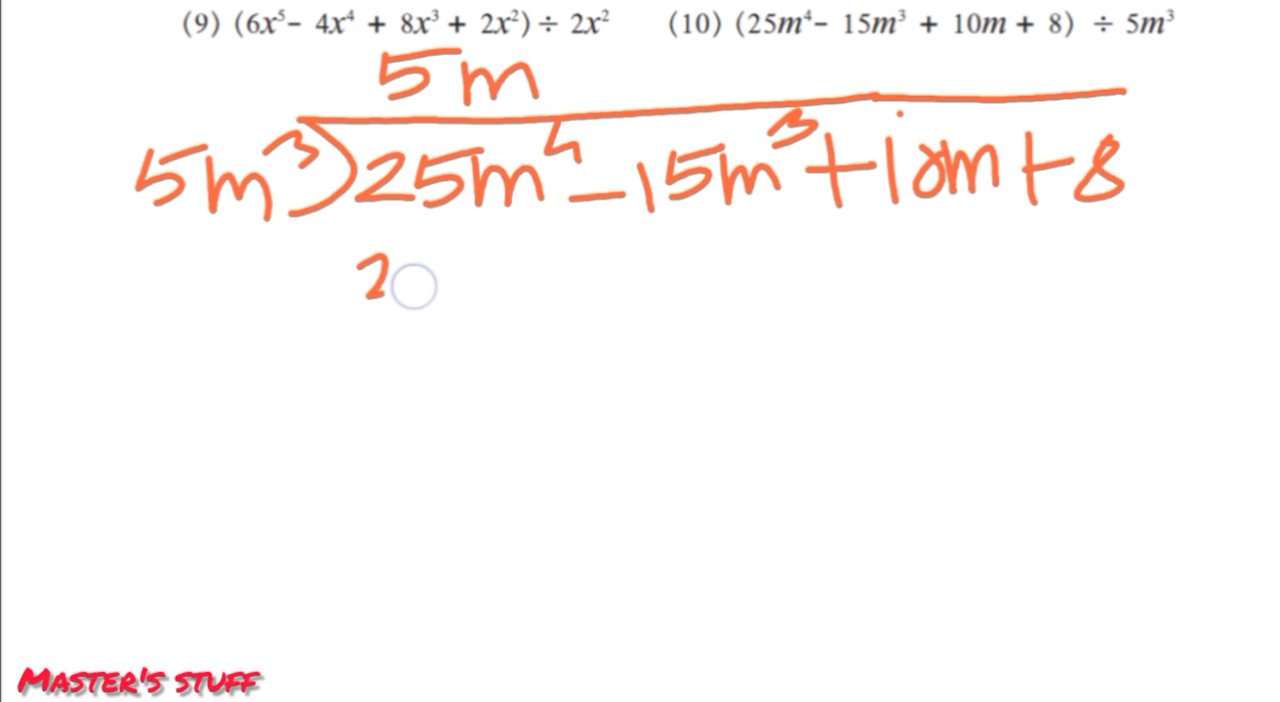 (9) (6x⁵– 4x⁴ + 8x³ + 2x²) ÷ 2x² (10) (25m⁴– 15m³ + 10m + 8) ÷ 5m³
5m
5m³)25m⁴–15m³+10m+8
2
MASTER'S STUFF